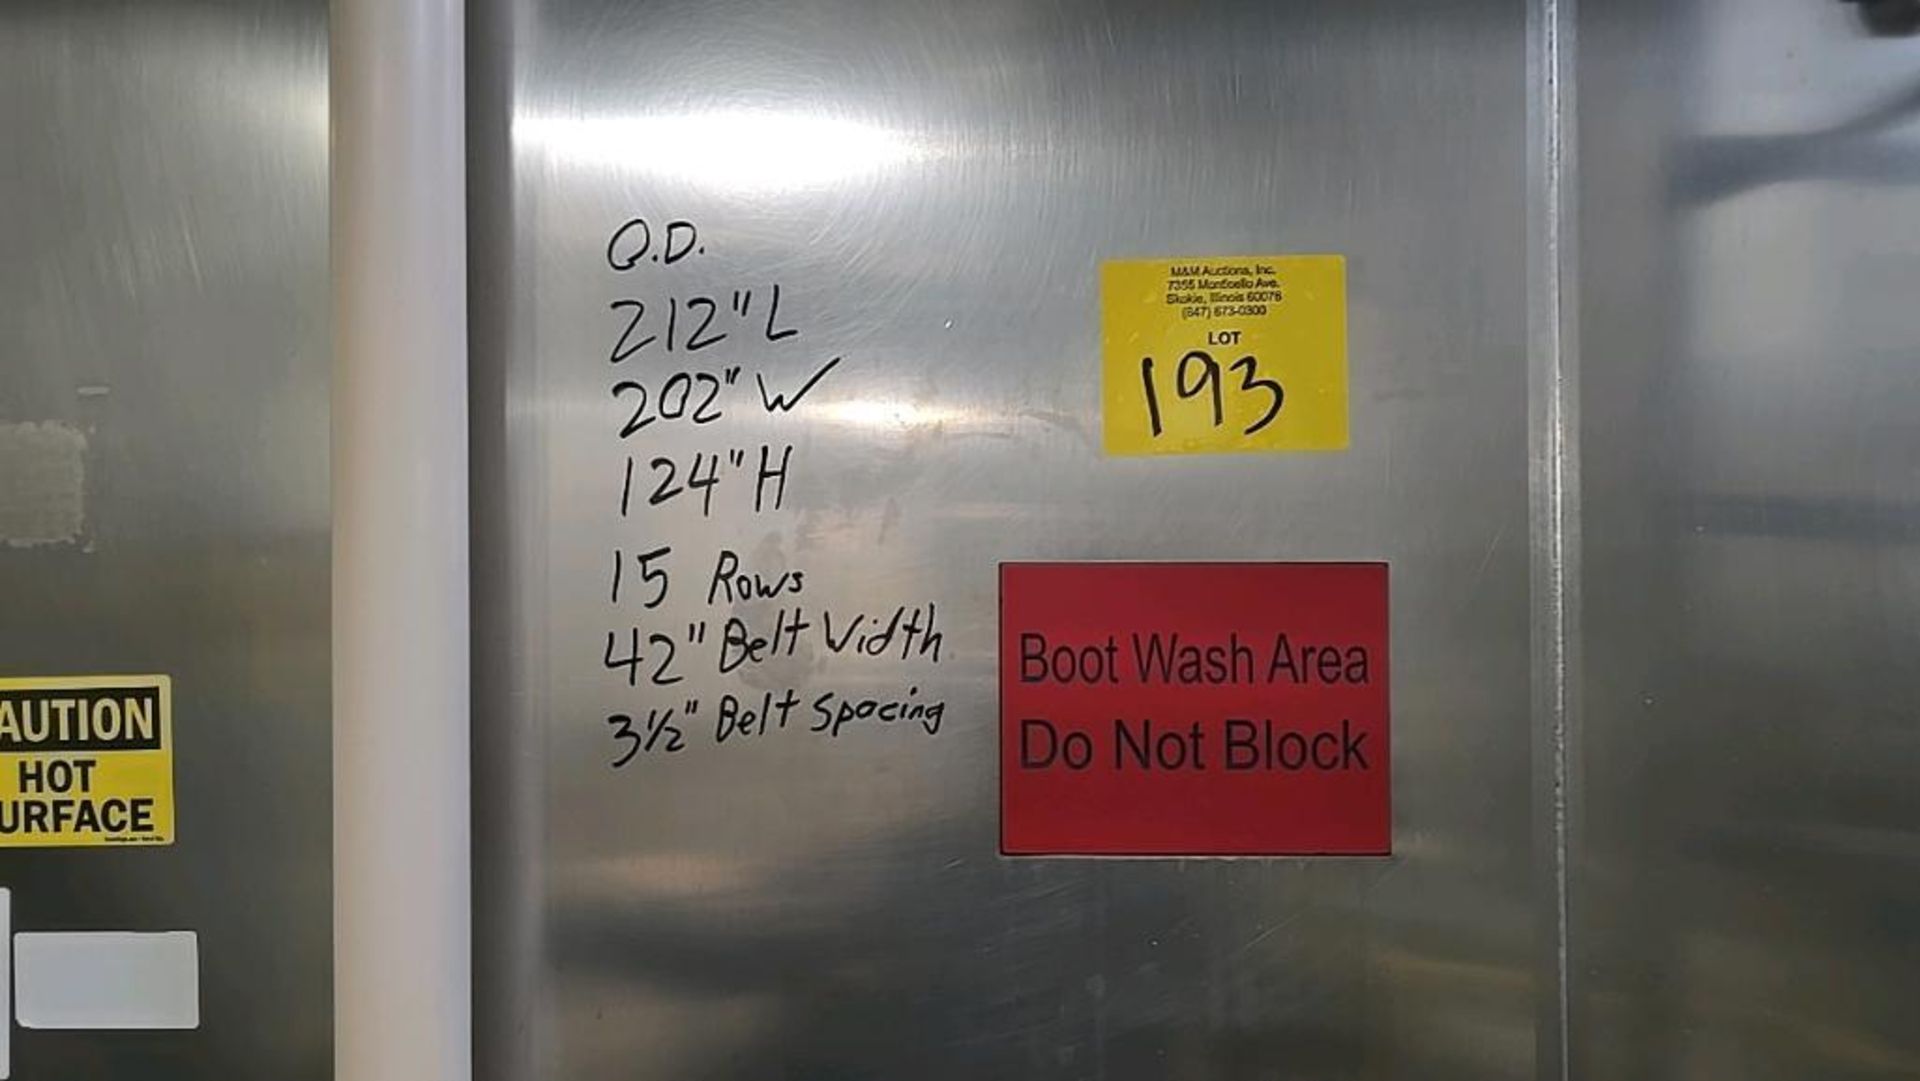 O.D.
212"L
202"W
124"H
15 Rows
42" Belt Width
3½" Belt Spacing
M&M Auctions, Inc.
7355 Monticello Ave.
Skokie, Illinois 60076
(847) 673-0300
LOT
193
Boot Wash Area
Do Not Block
AUTION
HOT
URFACE